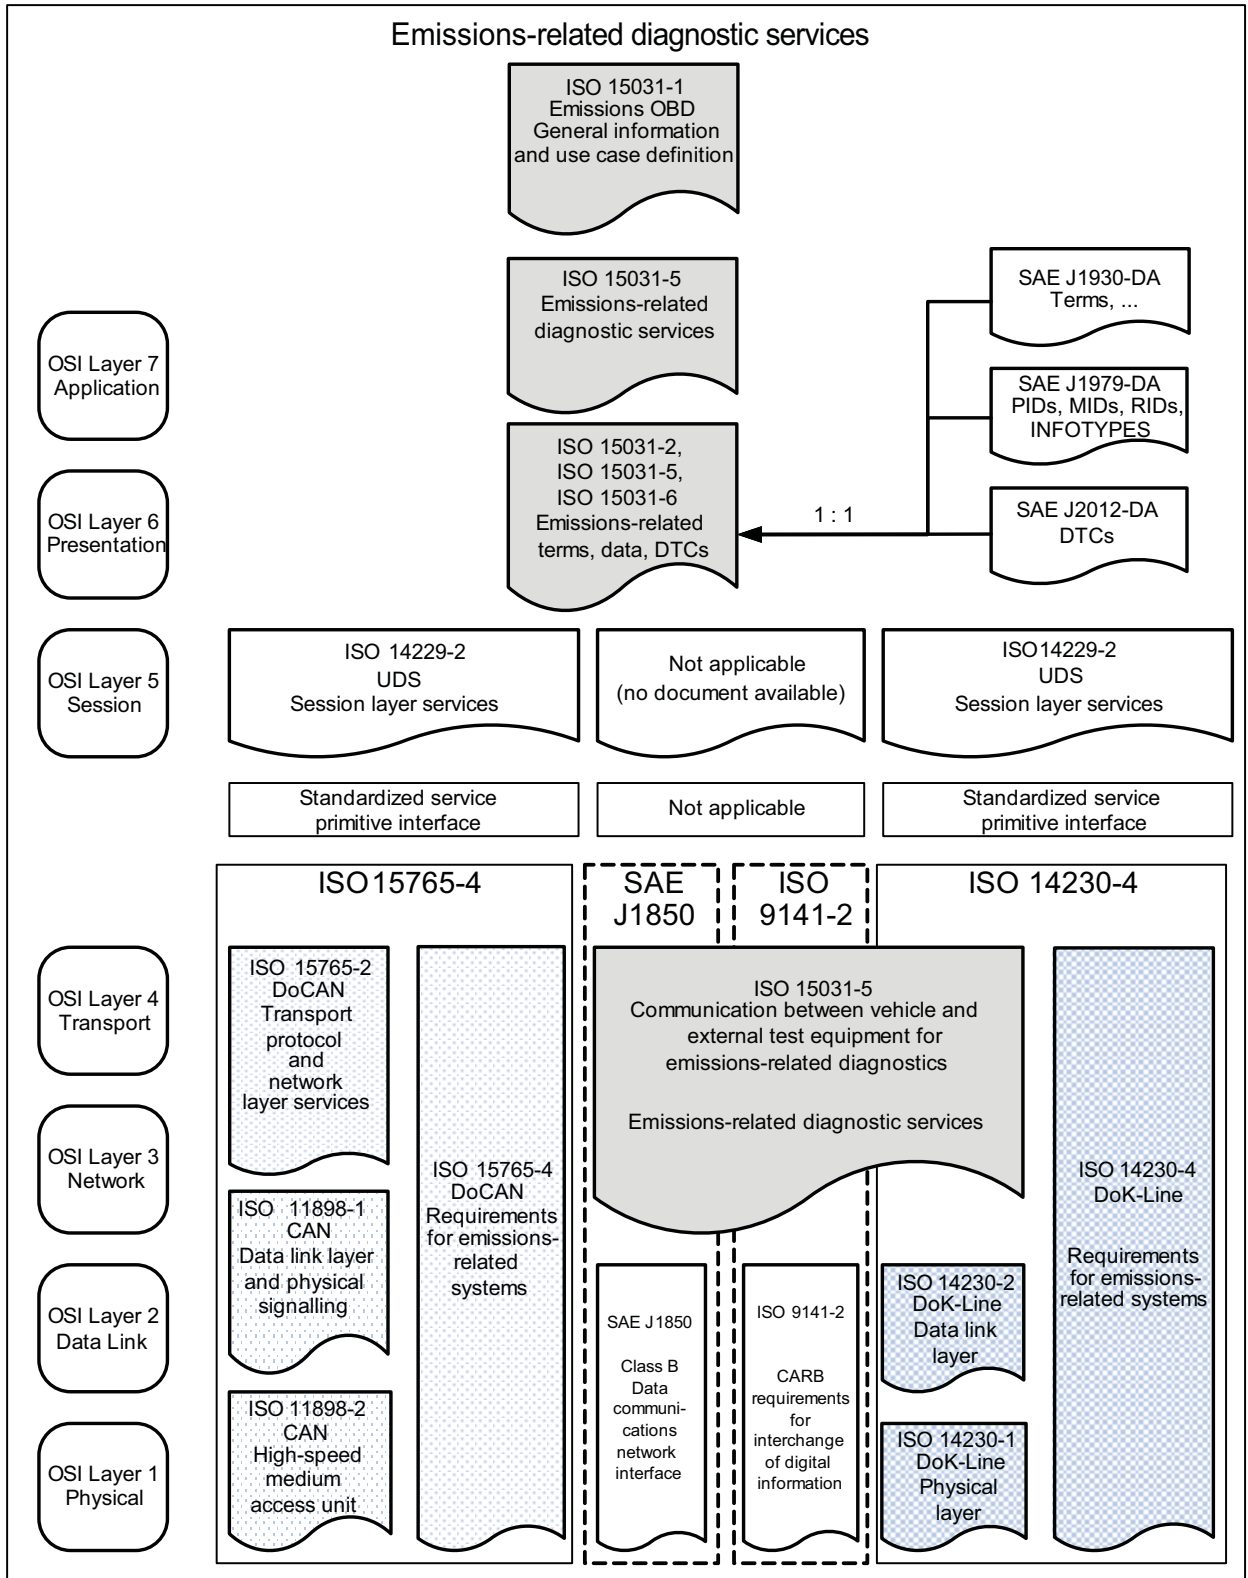 Emissions-related diagnostic services
ISO 15031-1
Emissions OBD
General information
and use case definition
ISO 15031-5
Emissions-related
diagnostic services
SAE J1930-DA
Terms, ...
OSI Layer 7
Application
SAE J1979-DA
PIDs, MIDs, RIDs,
INFOTYPES
ISO 15031-2,
ISO 15031-5,
ISO 15031-6
Emissions-related
terms, data, DTCs
1 : 1
SAE J2012-DA
DTCs
OSI Layer 6
Presentation
OSI Layer 5
Session
ISO 14229-2
UDS
Session layer services
Not applicable
(no document available)
ISO14229-2
UDS
Session layer services
Standardized service
primitive interface
Not applicable
Standardized service
primitive interface
ISO15765-4
SAE
J1850
ISO
9141-2
ISO 14230-4
OSI Layer 4
Transport
ISO 15765-2
DoCAN
Transport
protocol
and
network
layer services
ISO 15031-5
Communication between vehicle and
external test equipment for
emissions-related diagnostics
Emissions-related diagnostic services
OSI Layer 3
Network
ISO 15765-4
DoCAN
Requirements
for emissions-
related
systems
ISO 14230-4
DoK-Line
Requirements
for emissions-
related systems
ISO 11898-1
CAN
Data link layer
and physical
signalling
OSI Layer 2
Data Link
SAE J1850
Class B
Data
communi-
cations
network
interface
ISO 9141-2
CARB
requirements
for
interchange
of digital
information
ISO 14230-2
DoK-Line
Data link
layer
OSI Layer 1
Physical
ISO 11898-2
CAN
High-speed
medium
access unit
ISO 14230-1
DoK-Line
Physical
layer